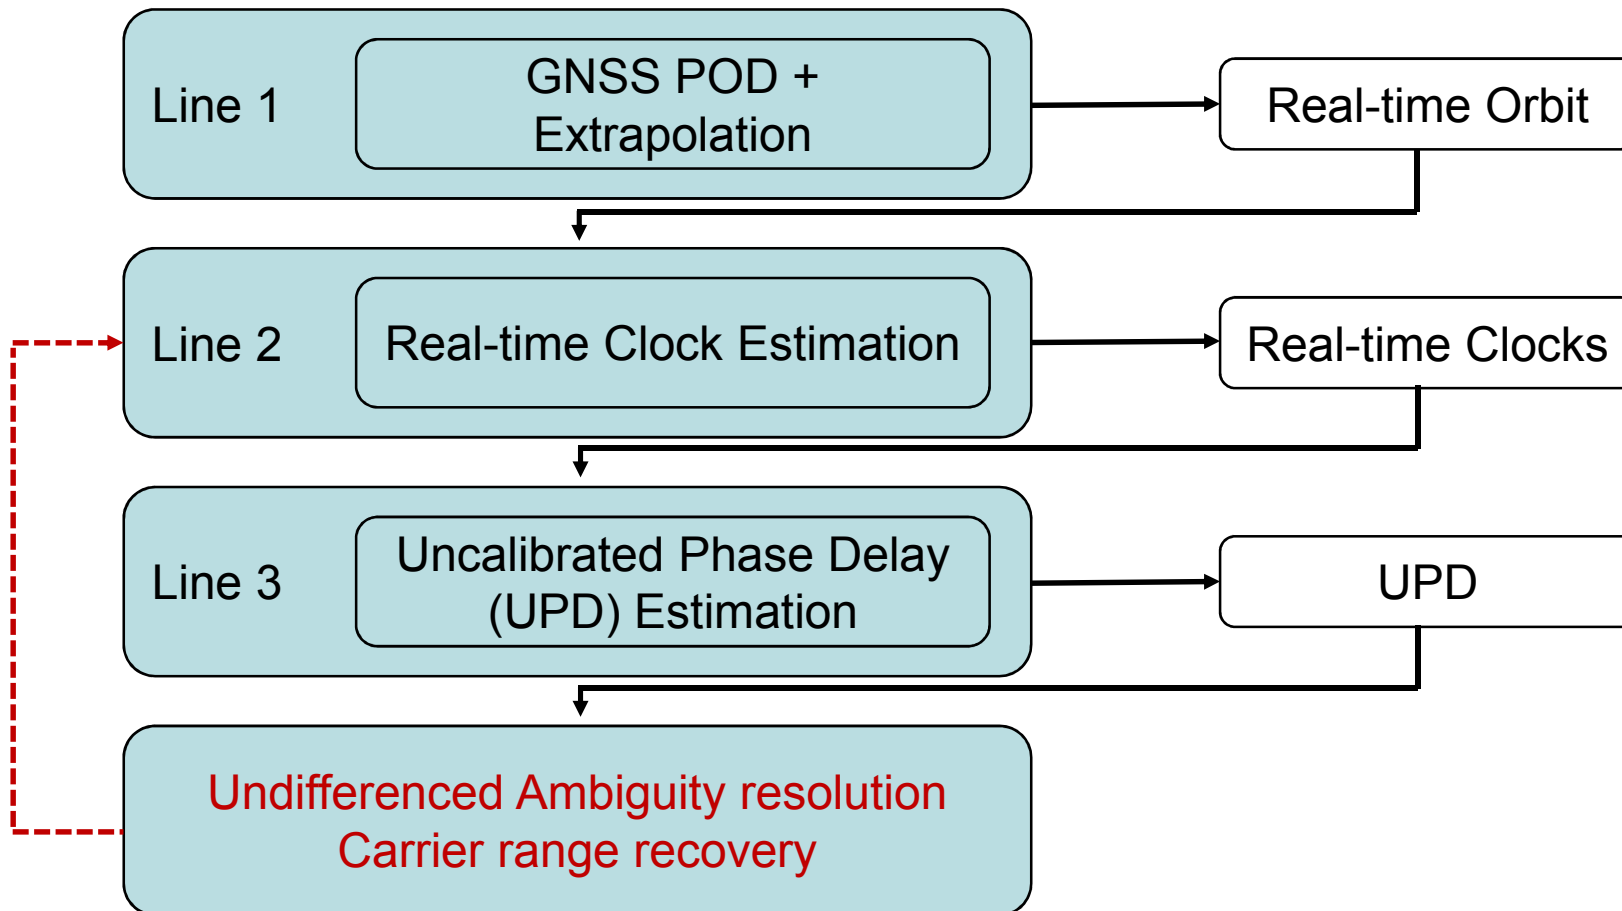 Line 1
GNSS POD +
Extrapolation
Real-time Orbit
Line 2
Real-time Clock Estimation
Real-time Clocks
Line 3
Uncalibrated Phase Delay
(UPD) Estimation
UPD
Undifferenced Ambiguity resolution
Carrier range recovery